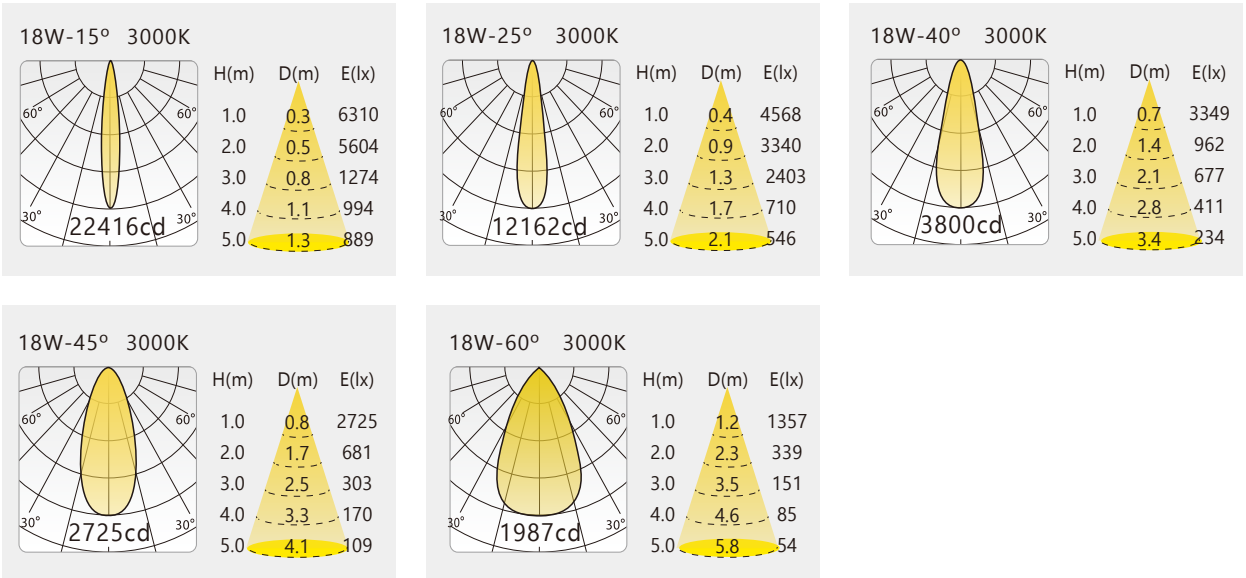 18W-15º 3000K
H(m) D(m) E(lx)
1.0 0.3 6310
2.0 0.5 5604
3.0 0.8 1274
4.0 1.1 994
5.0 1.3 889
60° 60°
30° 30°
22416cd
18W-25º 3000K
H(m) D(m) E(lx)
1.0 0.4 4568
2.0 0.9 3340
3.0 1.3 2403
4.0 1.7 710
5.0 2.1 546
60° 60°
30° 30°
12162cd
18W-40º 3000K
H(m) D(m) E(lx)
1.0 0.7 3349
2.0 1.4 962
3.0 2.1 677
4.0 2.8 411
5.0 3.4 234
60° 60°
30° 30°
3800cd
18W-45º 3000K
H(m) D(m) E(lx)
1.0 0.8 2725
2.0 1.7 681
3.0 2.5 303
4.0 3.3 170
5.0 4.1 109
60° 60°
30° 30°
2725cd
18W-60º 3000K
H(m) D(m) E(lx)
1.0 1.2 1357
2.0 2.3 339
3.0 3.5 151
4.0 4.6 85
5.0 5.8 54
60° 60°
30° 30°
1987cd